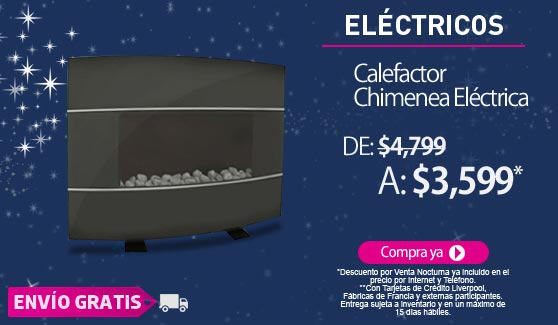 ELÉCTRICOS
Calefactor
Chimenea Eléctrica
DE: $4,799
A: $3,599*
Compra ya
*Descuento por Venta Nocturna ya incluido en el
precio por Internet y Teléfono.
**Con Tarjetas de Crédito Liverpool,
Fábricas de Francia y externas participantes.
Entrega sujeta a inventario y en un máximo de
15 días hábiles.
ENVÍO GRATIS